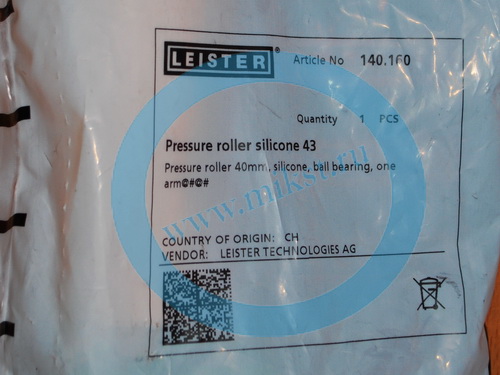 LEISTER® Article No 140.160
Quantity 1 PCS
Pressure roller silicone 43
Pressure roller 40mm, silicone, ball bearing, one
arm@#@#
www.mikst.ru
COUNTRY OF ORIGIN: CH
VENDOR: LEISTER TECHNOLOGIES AG